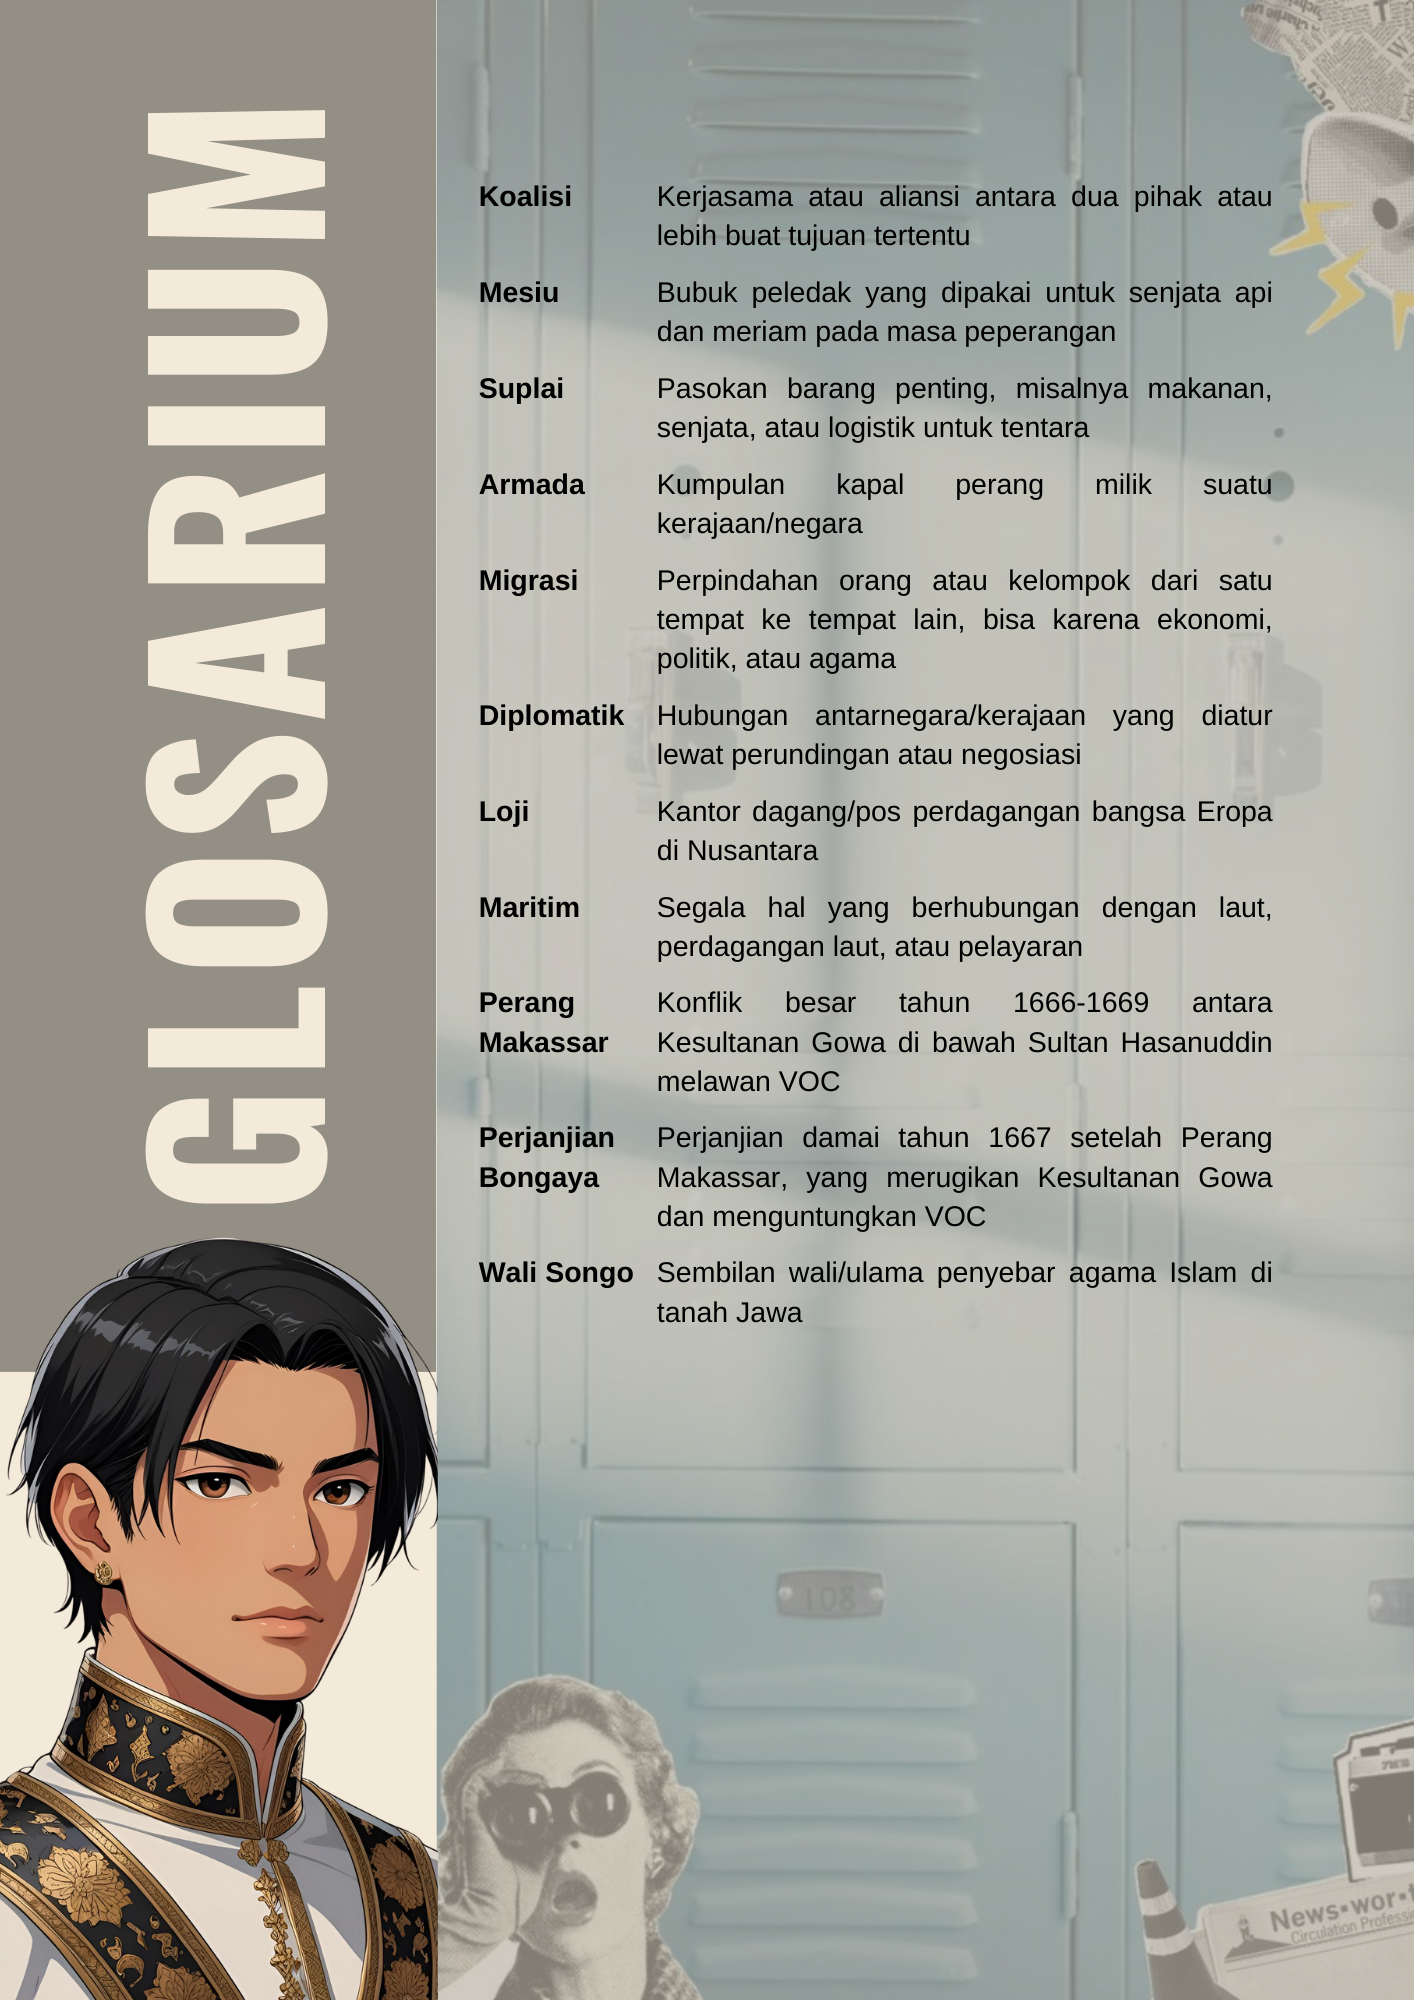 GLOSARIUM
Koalisi Kerjasama atau aliansi antara dua pihak atau
lebih buat tujuan tertentu
Mesiu Bubuk peledak yang dipakai untuk senjata api
dan meriam pada masa peperangan
Suplai Pasokan barang penting, misalnya makanan,
senjata, atau logistik untuk tentara
Armada Kumpulan kapal perang milik suatu
kerajaan/negara
Migrasi Perpindahan orang atau kelompok dari satu
tempat ke tempat lain, bisa karena ekonomi,
politik, atau agama
Diplomatik Hubungan antarnegara/kerajaan yang diatur
lewat perundingan atau negosiasi
Loji Kantor dagang/pos perdagangan bangsa Eropa
di Nusantara
Maritim Segala hal yang berhubungan dengan laut,
perdagangan laut, atau pelayaran
Perang Konflik besar tahun 1666-1669 antara
Makassar Kesultanan Gowa di bawah Sultan Hasanuddin
melawan VOC
Perjanjian Perjanjian damai tahun 1667 setelah Perang
Bongaya Makassar, yang merugikan Kesultanan Gowa
dan menguntungkan VOC
Wali Songo Sembilan wali/ulama penyebar agama Islam di
tanah Jawa
108
News•wor•
Circulation